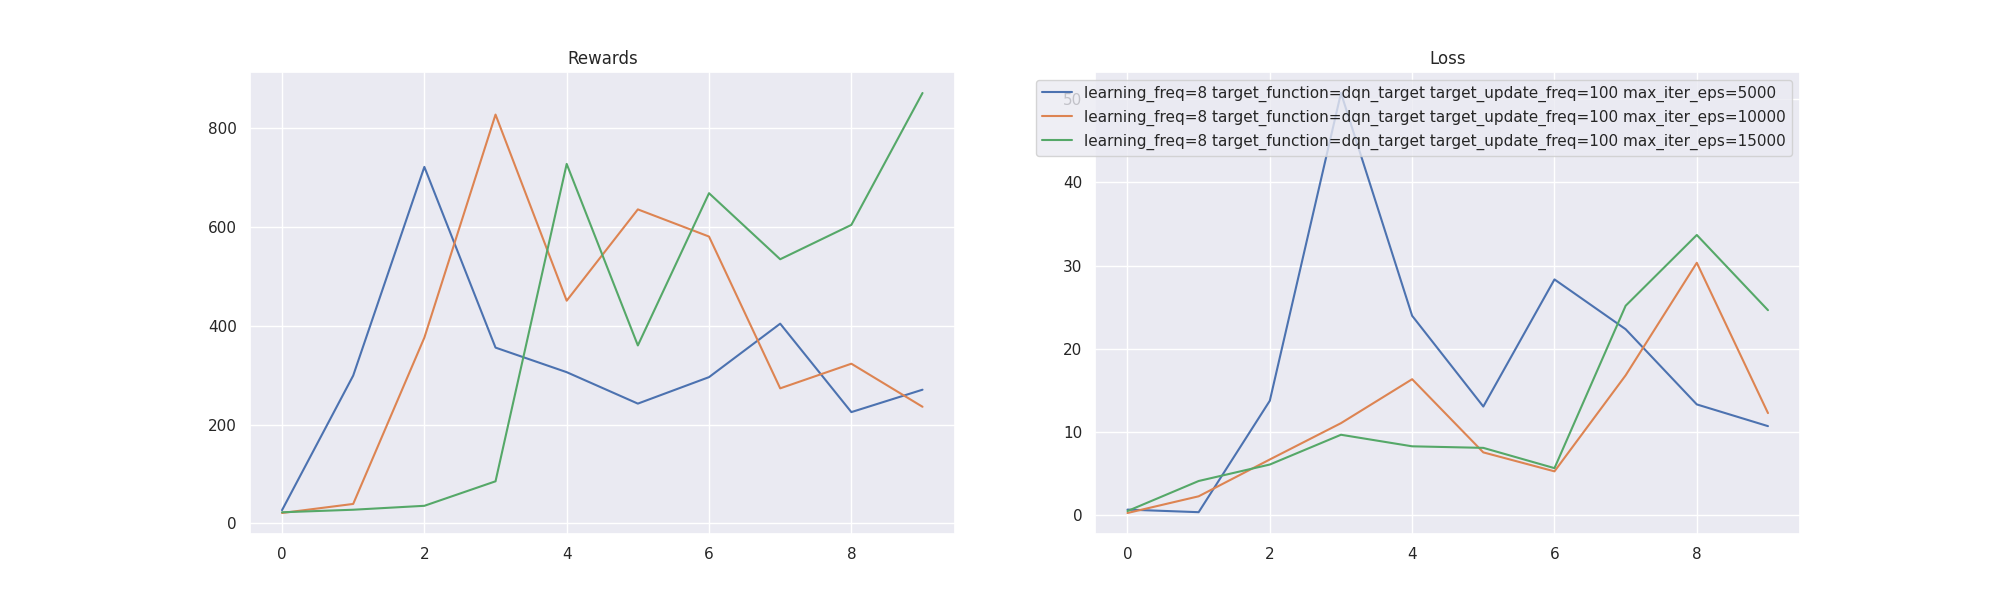 Rewards
800
600
400
200
0
0 2 4 6 8
Loss
learning_freq=8 target_function=dqn_target target_update_freq=100 max_iter_eps=5000
learning_freq=8 target_function=dqn_target target_update_freq=100 max_iter_eps=10000
learning_freq=8 target_function=dqn_target target_update_freq=100 max_iter_eps=15000
50
40
30
20
10
0
0 2 4 6 8